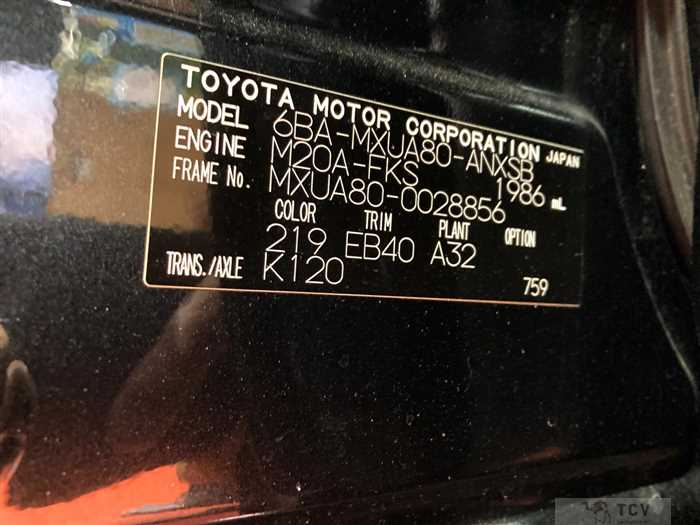 TOYOTA MOTOR CORPORATION JAPAN
MODEL 6BA-MXUA80-ANXSB
ENGINE M20A-FKS 1986 mL
FRAME No. MXUA80-0028856
COLOR TRIM PLANT OPTION
219 EB40 A32
TRANS./AXLE K120 759
TCV